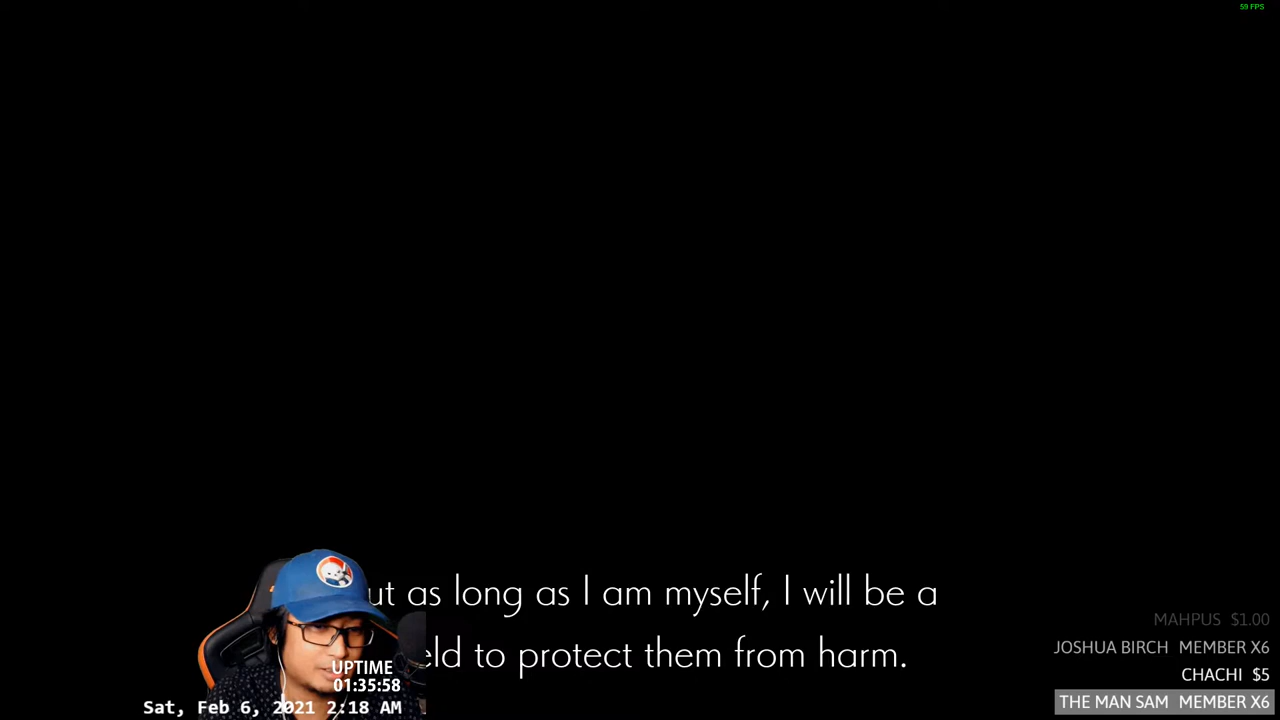 59 FPS
ut as long as I am myself, I will be a
eld to protect them from harm.
MAHPUS $1.00
JOSHUA BIRCH MEMBER X6
CHACHI $5
THE MAN SAM MEMBER X6
UPTIME
01:35:58
Sat, Feb 6, 2021 2:18 AM